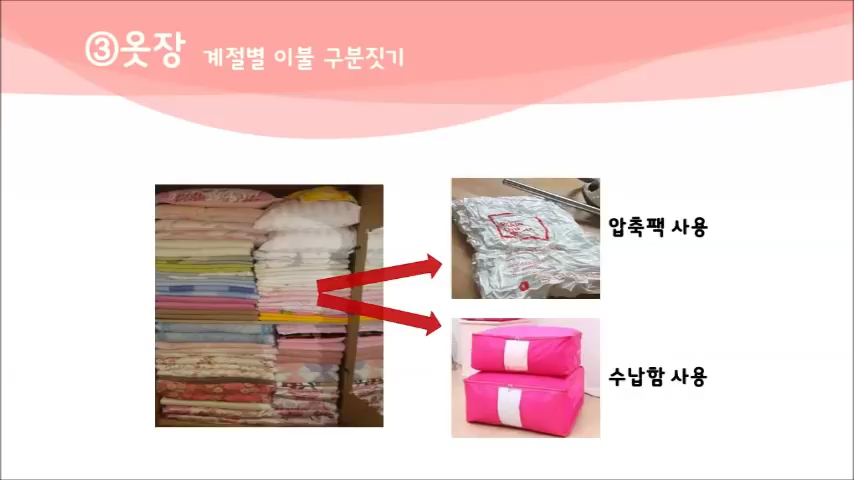 ③옷장 계절별 이불 구분짓기
압축팩 사용
수납함 사용